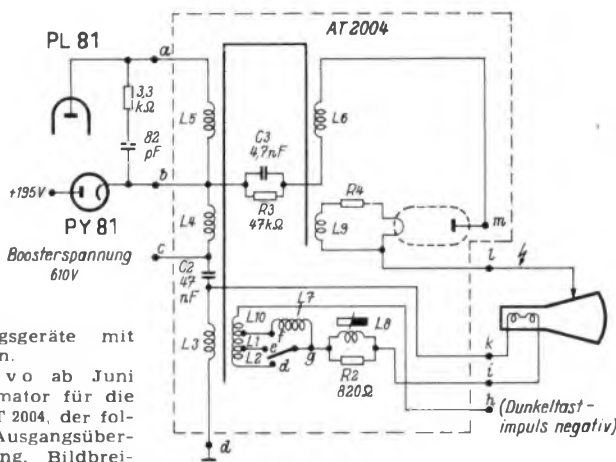 AT 2004
PL 81
a
3,3
kΩ
82
pF
L5
L6
C3
4,7nF
b
+195V
R3
47kΩ
R4
PY 81
L4
L9
m
Boosterspannung
610V
c
C2
47
nF
l
L7
L10
L8
f
k
L1
e
L3
L2
g
d
i
R2
820Ω
h
(Dunkeltast-
impuls negativ)
d
gsgeräte mit
n.
vo ab Juni
mator für die
T 2004, der fol-
Ausgangsüber-
ng, Bildbrei-